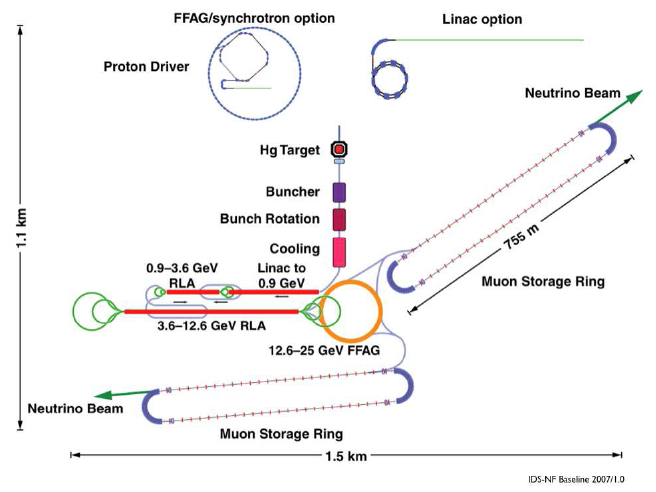 FFAG/synchrotron option
Linac option
Proton Driver
Neutrino Beam
Hg Target
Buncher
Bunch Rotation
Cooling
1.1 km
755 m
0.9–3.6 GeV
RLA
Linac to
0.9 GeV
Muon Storage Ring
3.6–12.6 GeV RLA
12.6–25 GeV FFAG
Neutrino Beam
Muon Storage Ring
1.5 km
IDS-NF Baseline 2007/1.0